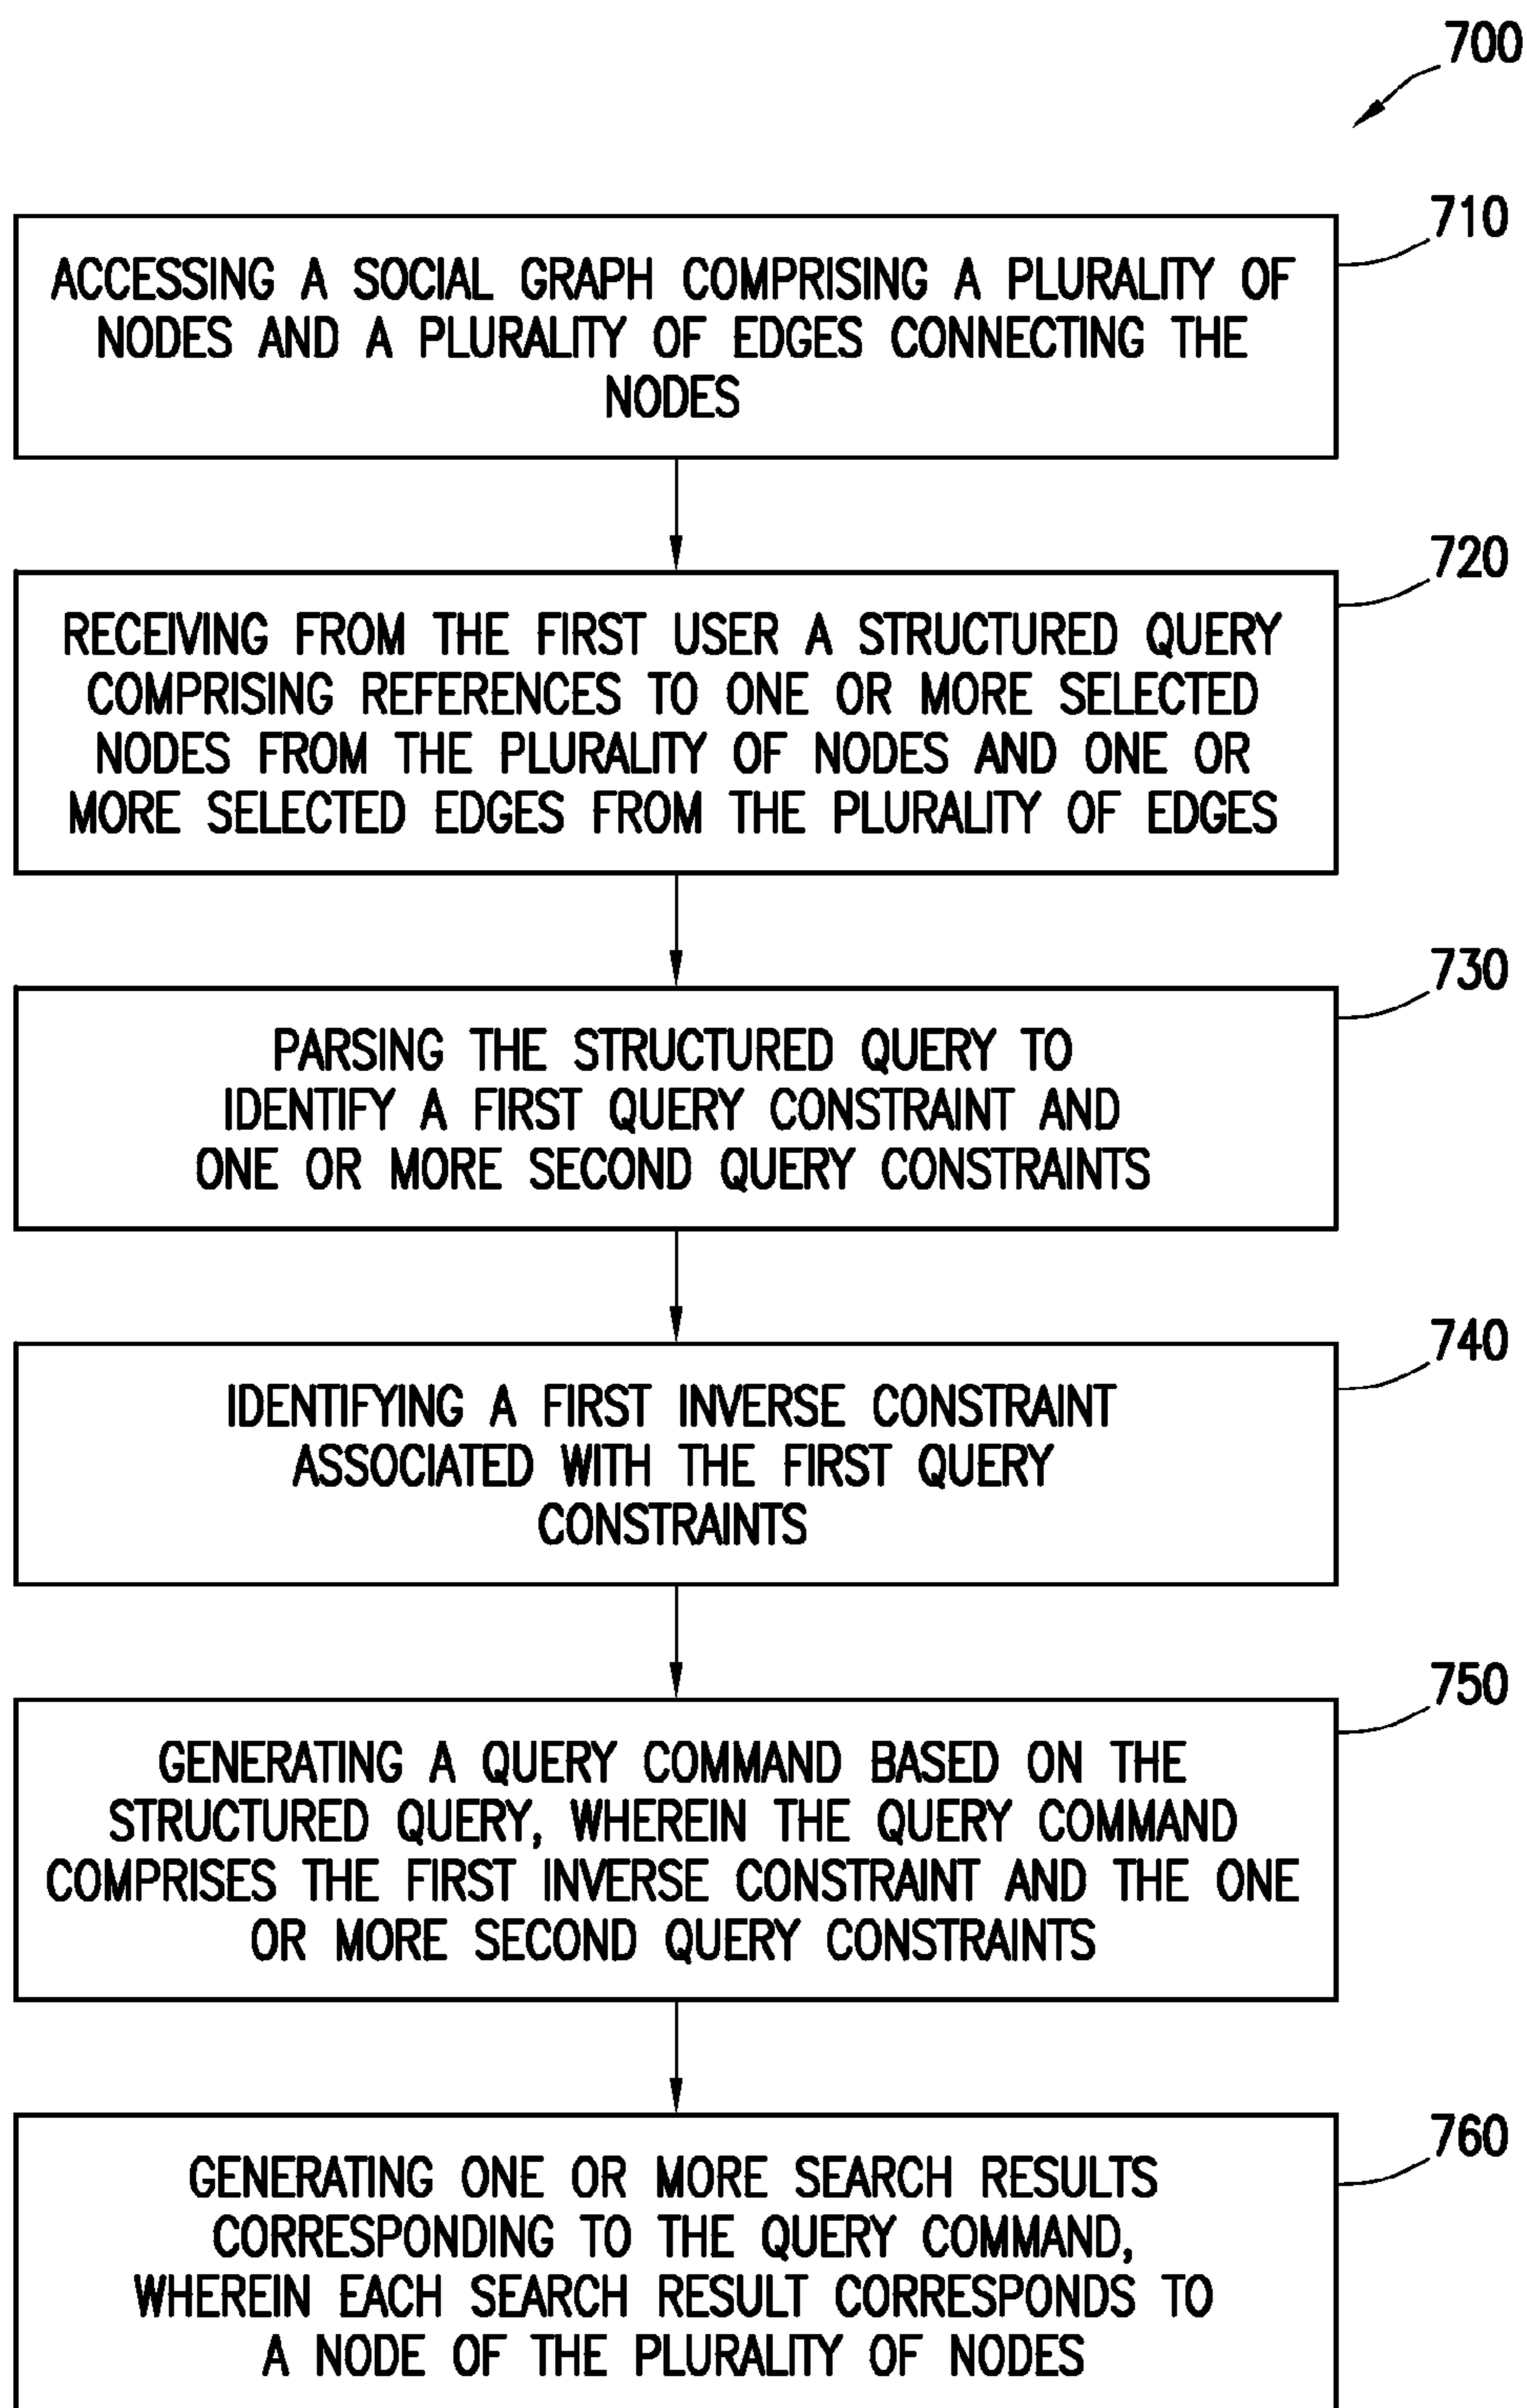 700
710
ACCESSING A SOCIAL GRAPH COMPRISING A PLURALITY OF
NODES AND A PLURALITY OF EDGES CONNECTING THE
NODES
720
RECEIVING FROM THE FIRST USER A STRUCTURED QUERY
COMPRISING REFERENCES TO ONE OR MORE SELECTED
NODES FROM THE PLURALITY OF NODES AND ONE OR
MORE SELECTED EDGES FROM THE PLURALITY OF EDGES
730
PARSING THE STRUCTURED QUERY TO
IDENTIFY A FIRST QUERY CONSTRAINT AND
ONE OR MORE SECOND QUERY CONSTRAINTS
740
IDENTIFYING A FIRST INVERSE CONSTRAINT
ASSOCIATED WITH THE FIRST QUERY
CONSTRAINTS
750
GENERATING A QUERY COMMAND BASED ON THE
STRUCTURED QUERY, WHEREIN THE QUERY COMMAND
COMPRISES THE FIRST INVERSE CONSTRAINT AND THE ONE
OR MORE SECOND QUERY CONSTRAINTS
760
GENERATING ONE OR MORE SEARCH RESULTS
CORRESPONDING TO THE QUERY COMMAND,
WHEREIN EACH SEARCH RESULT CORRESPONDS TO
A NODE OF THE PLURALITY OF NODES